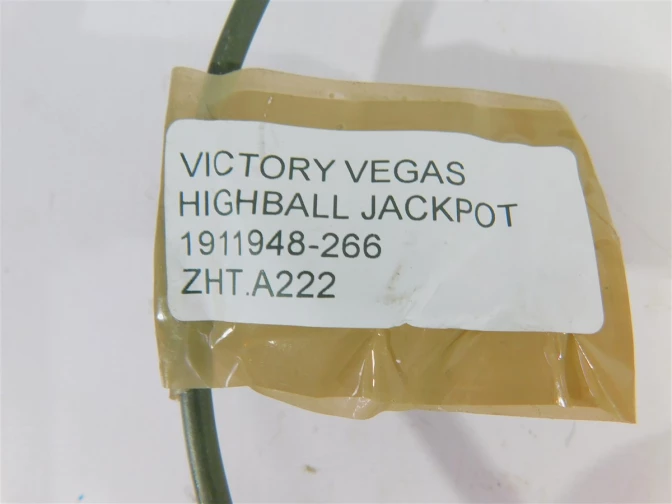 VICTORY VEGAS
HIGHBALL JACKPOT
1911948-266
ZHT.A222